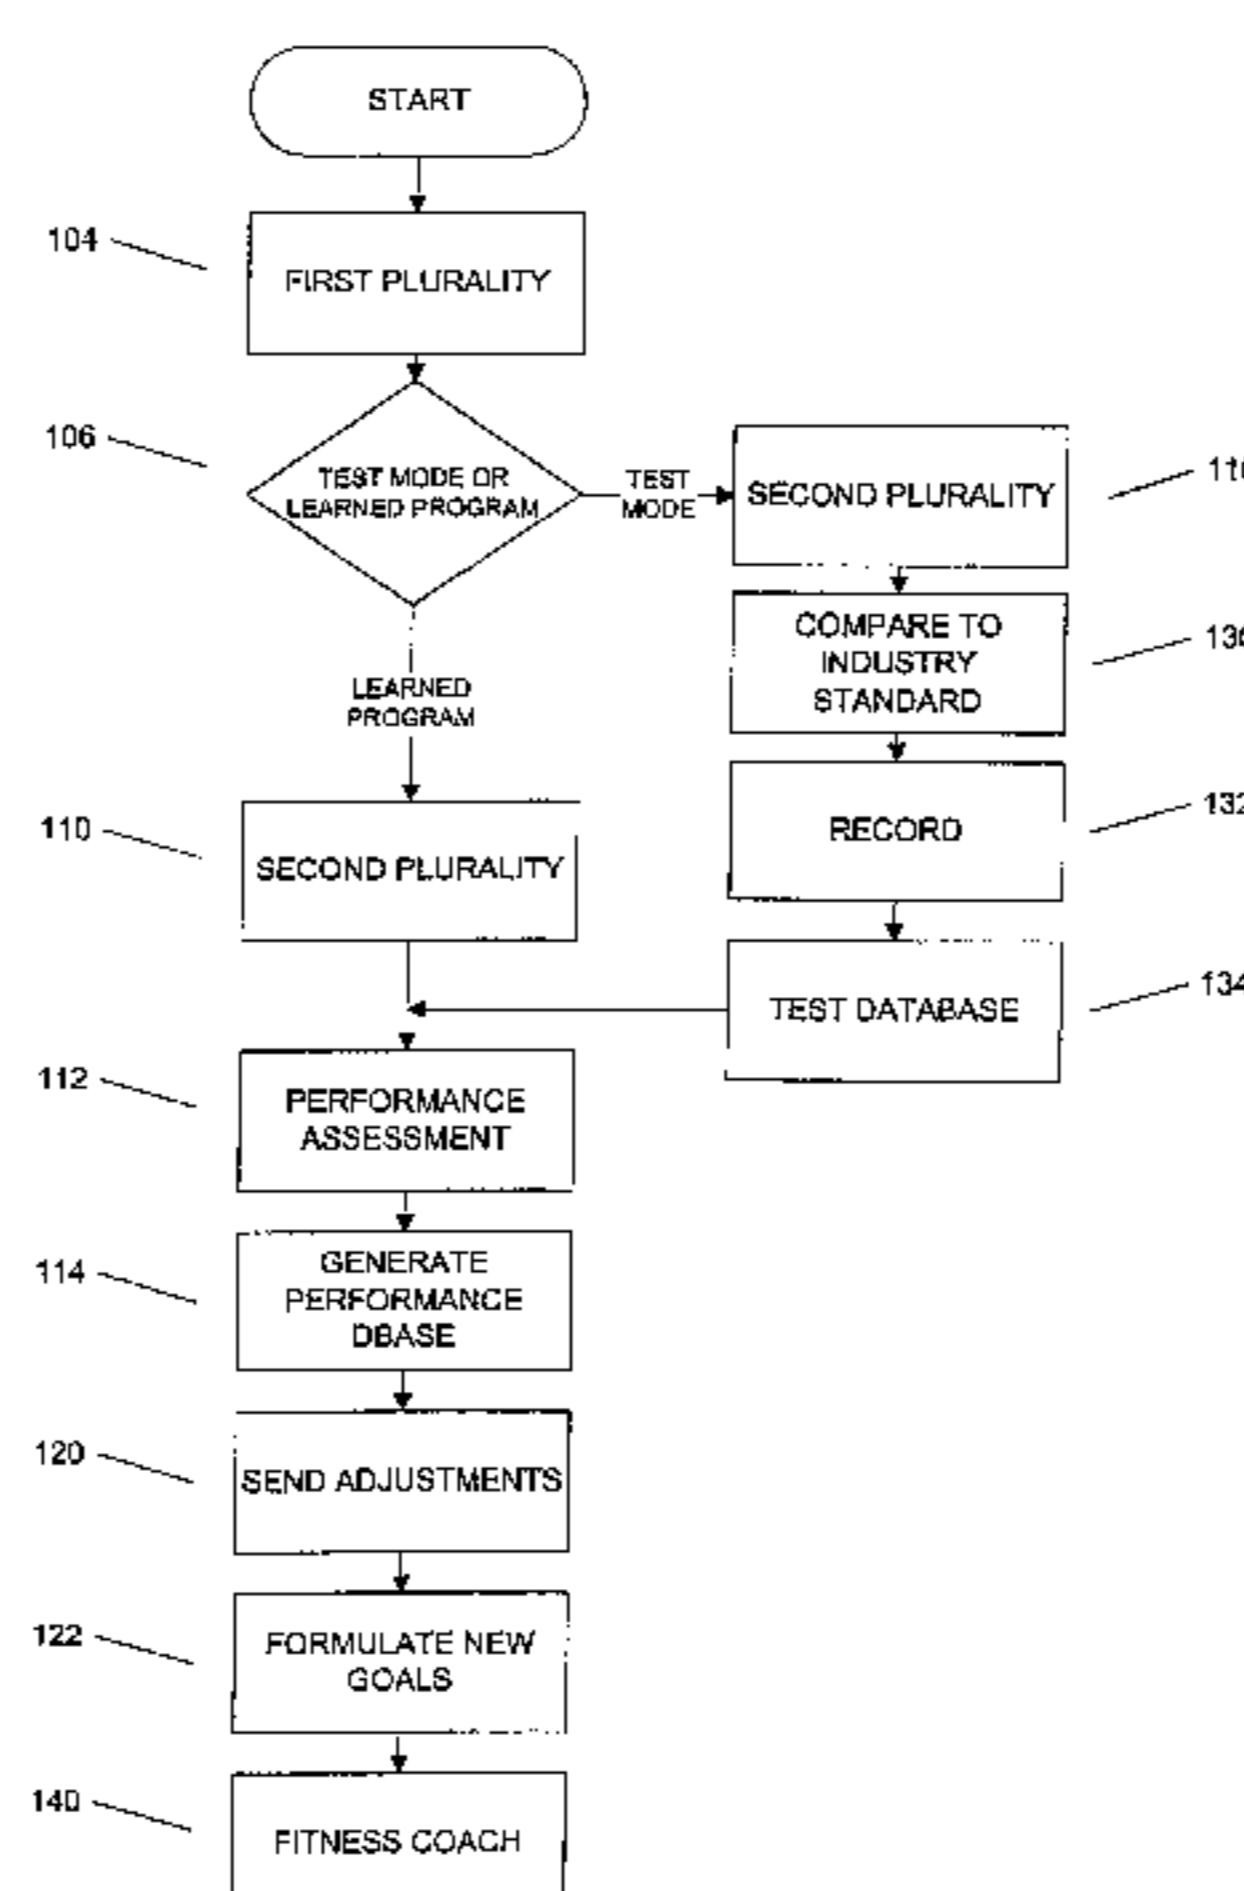 START
104
FIRST PLURALITY
106
TEST MODE OR
LEARNED PROGRAM
TEST
MODE
SECOND PLURALITY
COMPARE TO
INDUSTRY
STANDARD
LEARNED
PROGRAM
RECORD
132
110
SECOND PLURALITY
TEST DATABASE
134
112
PERFORMANCE
ASSESSMENT
114
GENERATE
PERFORMANCE
DBASE
120
SEND ADJUSTMENTS
122
FORMULATE NEW
GOALS
140
FITNESS COACH